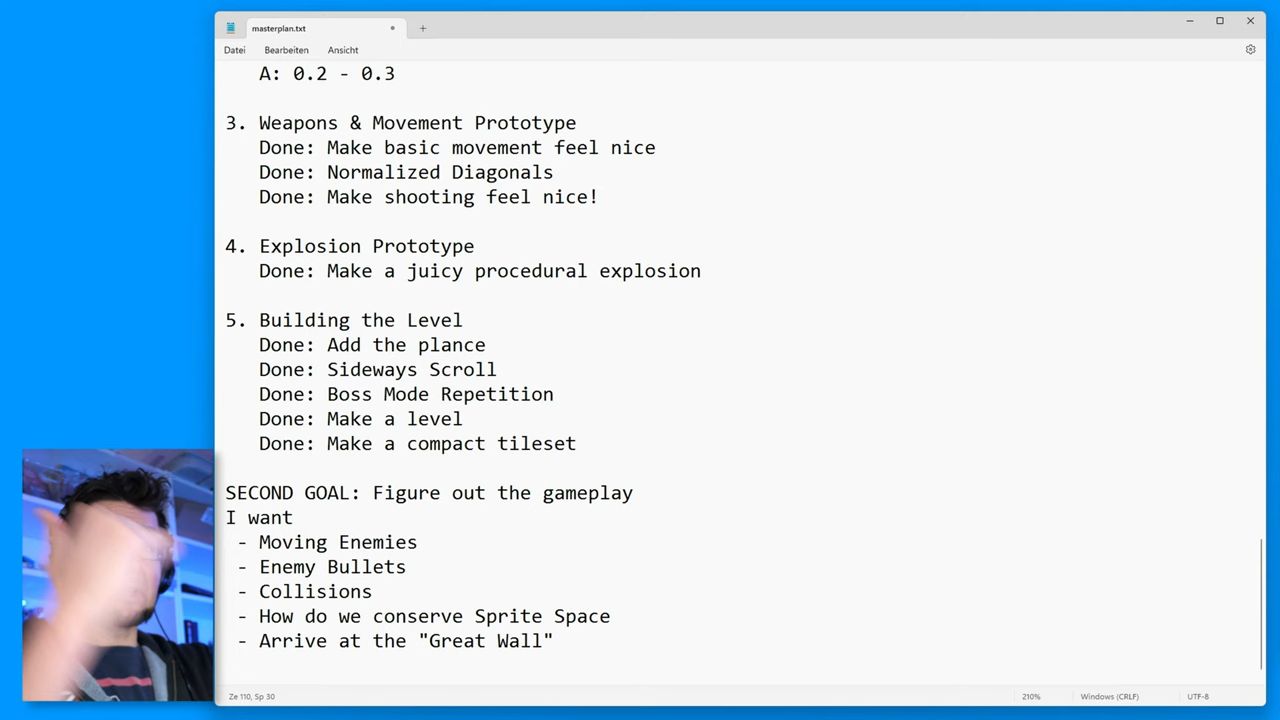 masterplan.txt
Datei Bearbeiten Ansicht
A: 0.2 - 0.3
3. Weapons & Movement Prototype
Done: Make basic movement feel nice
Done: Normalized Diagonals
Done: Make shooting feel nice!
4. Explosion Prototype
Done: Make a juicy procedural explosion
5. Building the Level
Done: Add the plance
Done: Sideways Scroll
Done: Boss Mode Repetition
Done: Make a level
Done: Make a compact tileset
SECOND GOAL: Figure out the gameplay
I want
- Moving Enemies
- Enemy Bullets
- Collisions
- How do we conserve Sprite Space
- Arrive at the "Great Wall"
Ze 110, Sp 30 210% Windows (CRLF) UTF-8